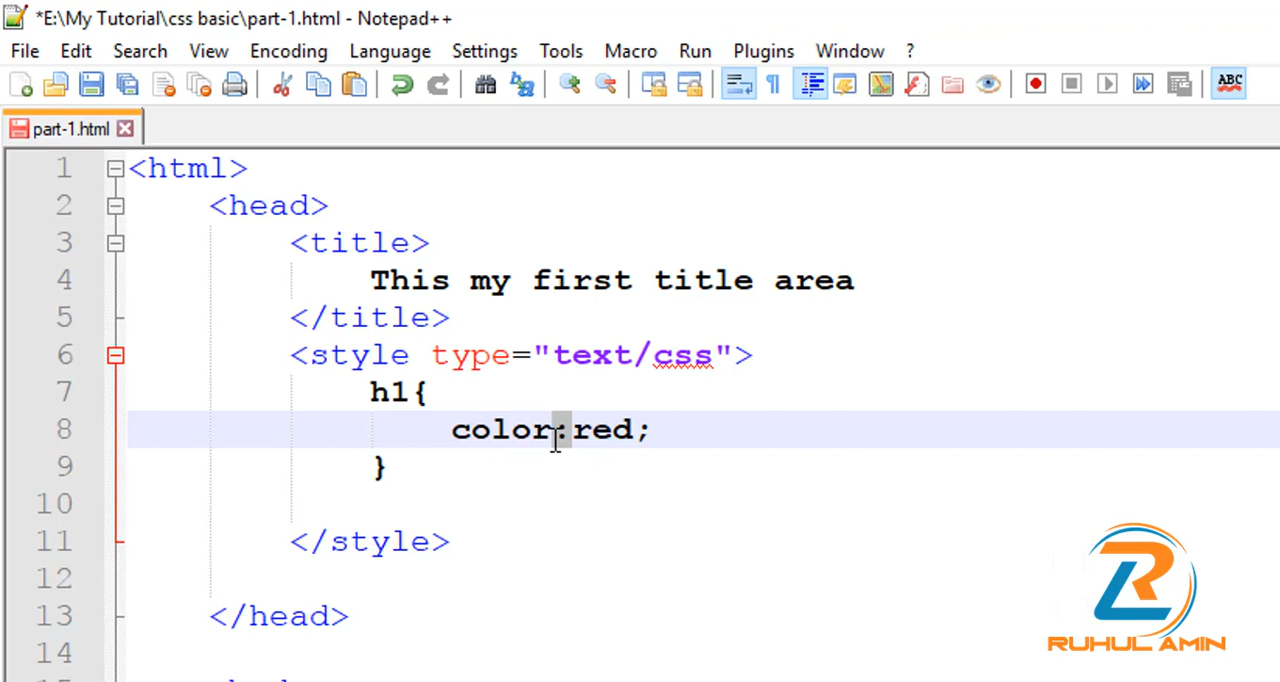 *E:\My Tutorial\css basic\part-1.html - Notepad++
File Edit Search View Encoding Language Settings Tools Macro Run Plugins Window ?
ABC
part-1.html
1 <html>
2 <head>
3 <title>
4 This my first title area
5 </title>
6 <style type="text/css">
7 h1{
8 color:red;
9 }
10
11 </style>
12
13 </head>
14
RUHUL AMIN